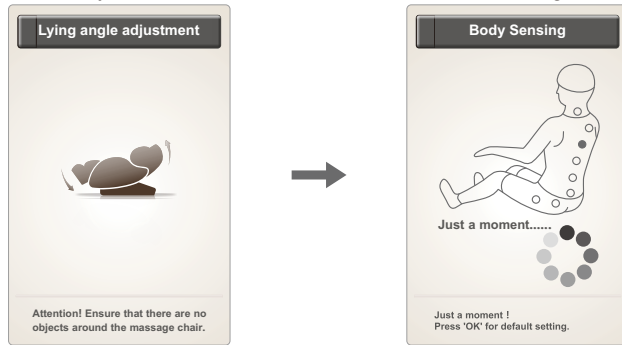 Lying angle adjustment
Attention! Ensure that there are no
objects around the massage chair.
Body Sensing
Just a moment......
Just a moment !
Press 'OK' for default setting.